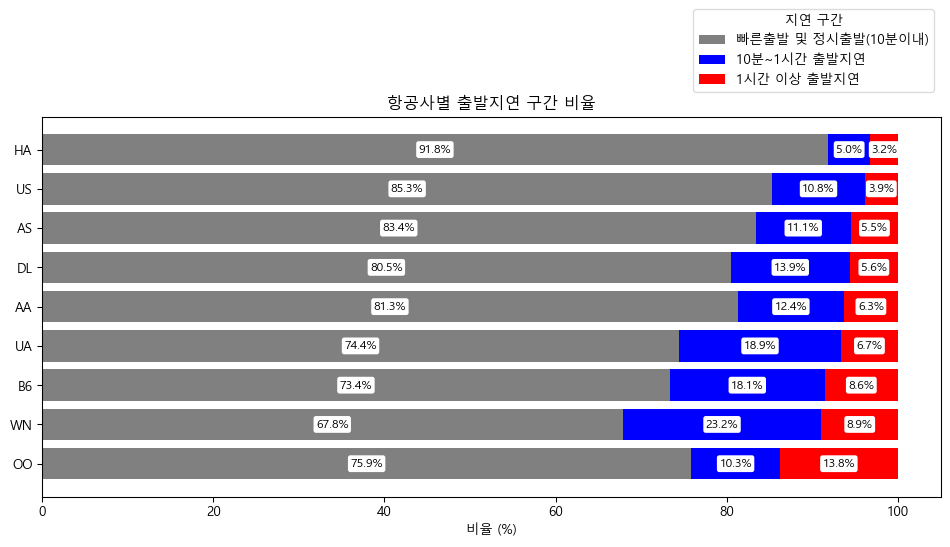 지연 구간
빠른출발 및 정시출발(10분이내)
10분~1시간 출발지연
1시간 이상 출발지연
항공사별 출발지연 구간 비율
HA 91.8% 5.0% 3.2%
US 85.3% 10.8% 3.9%
AS 83.4% 11.1% 5.5%
DL 80.5% 13.9% 5.6%
AA 81.3% 12.4% 6.3%
UA 74.4% 18.9% 6.7%
B6 73.4% 18.1% 8.6%
WN 67.8% 23.2% 8.9%
OO 75.9% 10.3% 13.8%
0 20 40 60 80 100
비율 (%)